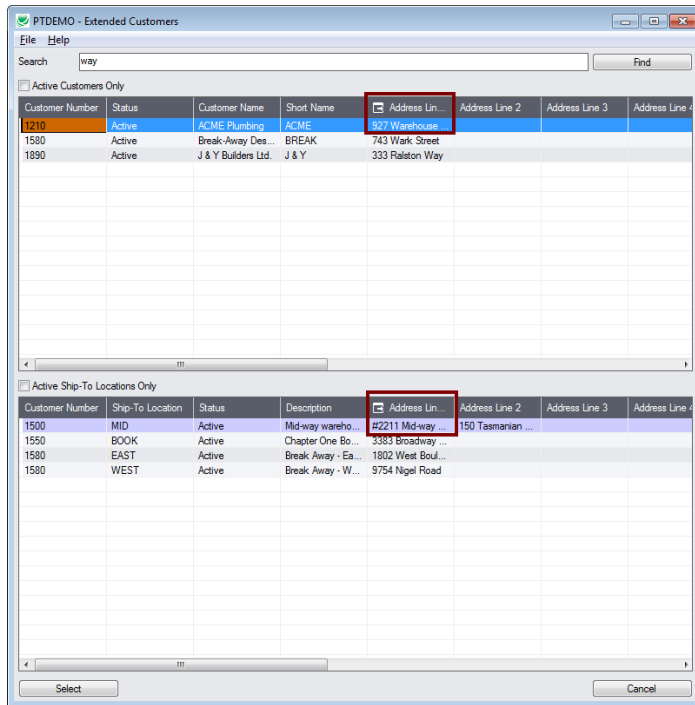 PTDEMO - Extended Customers
File Help
Search way Find
Active Customers Only
Customer Number Status Customer Name Short Name Address Lin... Address Line 2 Address Line 3 Address Line 4
1210 Active ACME Plumbing ACME 927 Warehouse ...
1580 Active Break-Away Des... BREAK 743 Wark Street
1890 Active J & Y Builders Ltd. J & Y 333 Ralston Way
Active Ship-To Locations Only
Customer Number Ship-To Location Status Description Address Lin... Address Line 2 Address Line 3 Address Line 4
1500 MID Active Mid-way wareho... #2211 Mid-way ... 150 Tasmanian ...
1550 BOOK Active Chapter One Bo... 3383 Broadway ...
1580 EAST Active Break Away - Ea... 1802 West Boul...
1580 WEST Active Break Away - W... 9754 Nigel Road
Select Cancel